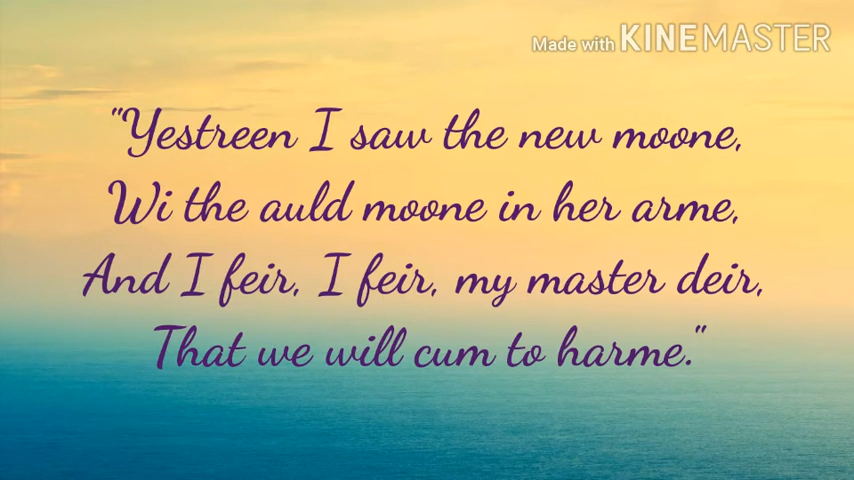 Made with KINEMASTER
"Yestreen I saw the new moone,
Wi the auld moone in her arme,
And I feir, I feir, my master deir,
That we will cum to harme."